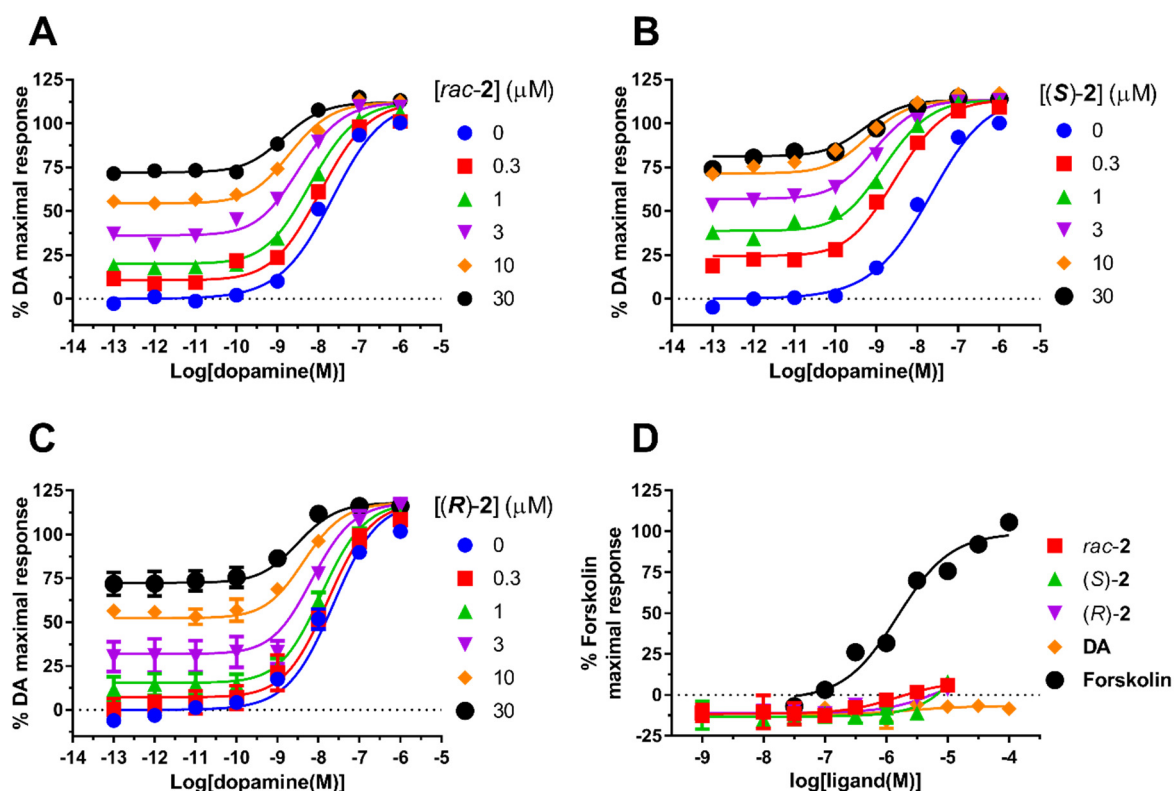 A
% DA maximal response
125
100
75
50
25
0
-14 -13 -12 -11 -10 -9 -8 -7 -6 -5
Log[dopamine(M)]
[rac-2] (μM)
0
0.3
1
3
10
30
B
% DA maximal response
125
100
75
50
25
0
-14 -13 -12 -11 -10 -9 -8 -7 -6 -5
Log[dopamine(M)]
[(S)-2] (μM)
0
0.3
1
3
10
30
C
% DA maximal response
125
100
75
50
25
0
-14 -13 -12 -11 -10 -9 -8 -7 -6 -5
Log[dopamine(M)]
[(R)-2] (μM)
0
0.3
1
3
10
30
D
% Forskolin
maximal response
125
100
75
50
25
0
-25
-9 -8 -7 -6 -5 -4
log[ligand(M)]
rac-2
(S)-2
(R)-2
DA
Forskolin